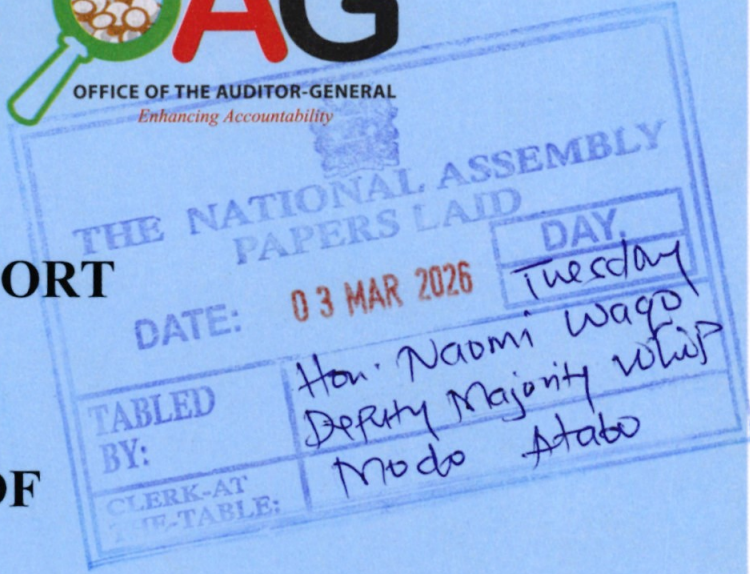 OAG
OFFICE OF THE AUDITOR-GENERAL
Enhancing Accountability
THE NATIONAL ASSEMBLY
PAPERS LAID
DAY.
Tuesday
ORT
DATE: 03 MAR 2026
TABLED
BY:
Hon. Naomi Waqo
Deputy Majority Whip
OF
CLERK-AT
THE-TABLE:
Modo Atabo